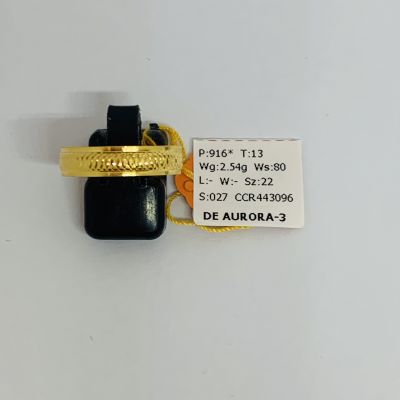 P:916* T:13
Wg:2.54g Ws:80
L:- W:- Sz:22
S:027 CCR443096
DE AURORA-3